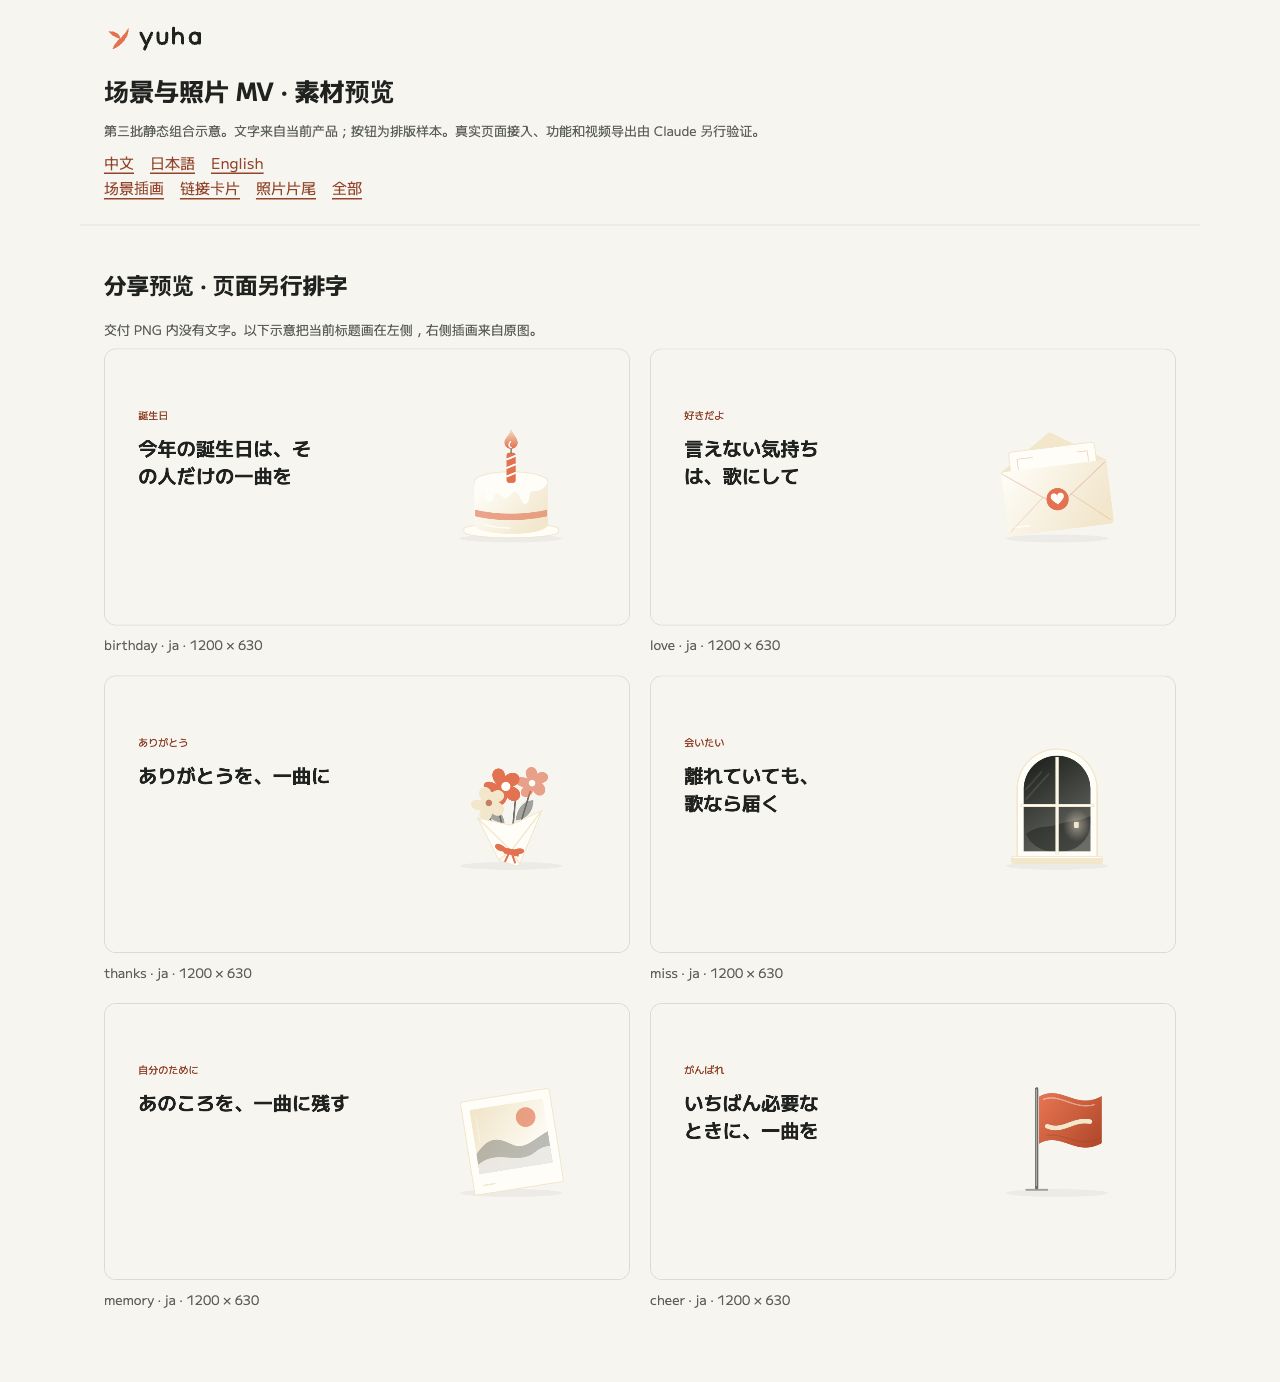 yuha
场景与照片 MV · 素材预览
第三批静态组合示意。文字来自当前产品；按钮为排版样本。真实页面接入、功能和视频导出由 Claude 另行验证。
中文 日本語 English
场景插画 链接卡片 照片片尾 全部
分享预览 · 页面另行排字
交付 PNG 内没有文字。以下示意把当前标题画在左侧，右侧插画来自原图。
誕生日
今年の誕生日は、そ
の人だけの一曲を
birthday · ja · 1200 × 630
好きだよ
言えない気持ち
は、歌にして
love · ja · 1200 × 630
ありがとう
ありがとうを、一曲に
thanks · ja · 1200 × 630
会いたい
離れていても、
歌なら届く
miss · ja · 1200 × 630
自分のために
あのころを、一曲に残す
memory · ja · 1200 × 630
がんばれ
いちばん必要な
ときに、一曲を
cheer · ja · 1200 × 630